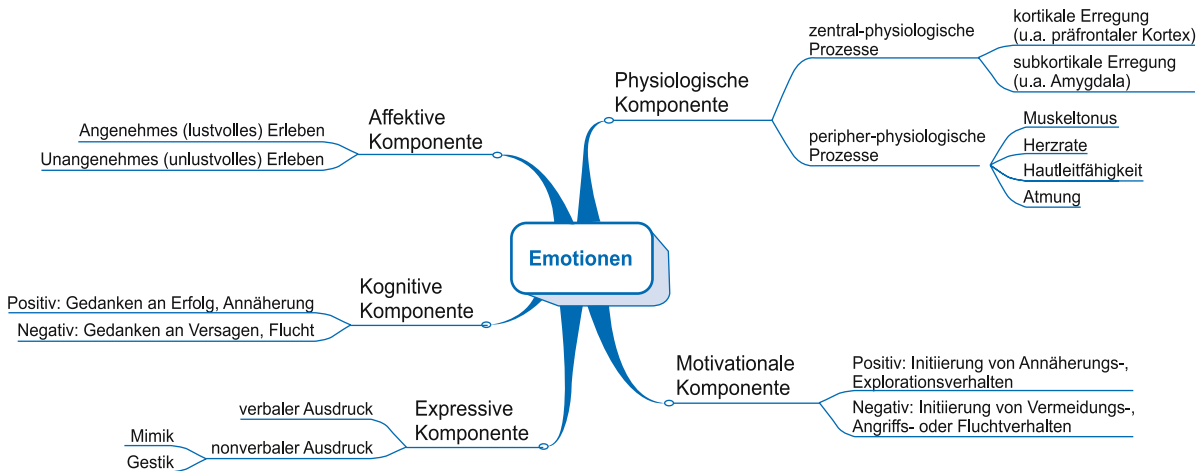 Emotionen
Physiologische
Komponente
zentral-physiologische
Prozesse
kortikale Erregung
(u.a. präfrontaler Kortex)
subkortikale Erregung
(u.a. Amygdala)
peripher-physiologische
Prozesse
Muskeltonus
Herzrate
Hautleitfähigkeit
Atmung
Motivationale
Komponente
Positiv: Initiierung von Annäherungs-,
Explorationsverhalten
Negativ: Initiierung von Vermeidungs-,
Angriffs- oder Fluchtverhalten
Affektive
Komponente
Angenehmes (lustvolles) Erleben
Unangenehmes (unlustvolles) Erleben
Kognitive
Komponente
Positiv: Gedanken an Erfolg, Annäherung
Negativ: Gedanken an Versagen, Flucht
Expressive
Komponente
verbaler Ausdruck
nonverbaler Ausdruck
Mimik
Gestik